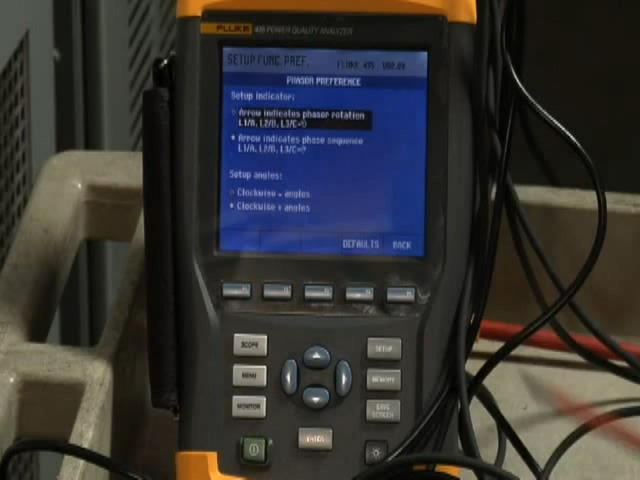 FLUKE 435 POWER QUALITY ANALYZER
SETUP FUNC. PREF. FLUKE 435
PHASOR PREFERENCE
Setup indicator:
Arrow indicates phasor rotation
L1/A, L2/B, L3/C=
Arrow indicates phase sequence
L1/A, L2/B, L3/C=
Setup angles:
Clockwise - angles
Clockwise + angles
DEFAULTS BACK
SCOPE
SETUP
MENU
MEMORY
MONITOR
SAVE
SCREEN
ENTER